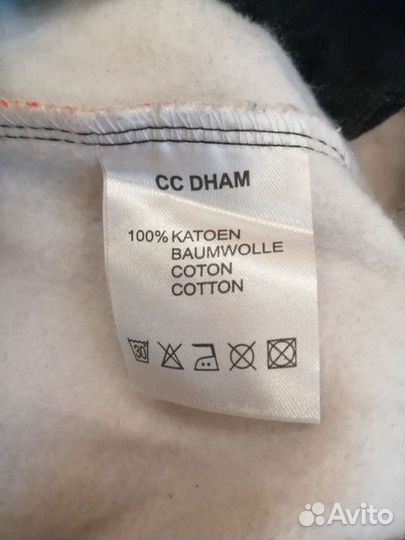 CC DHAM
100% KATOEN
BAUMWOLLE
COTON
COTTON
30
Avito